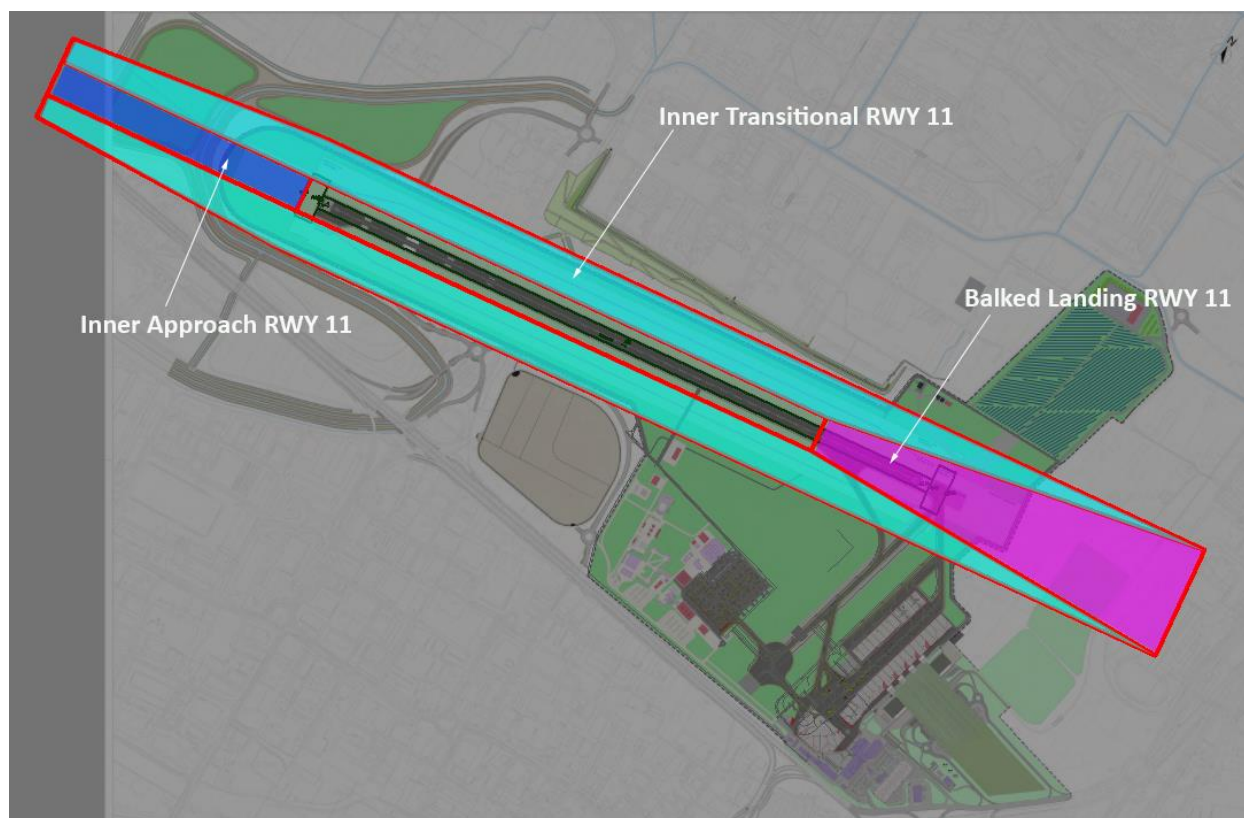 Inner Transitional RWY 11
Balked Landing RWY 11
Inner Approach RWY 11